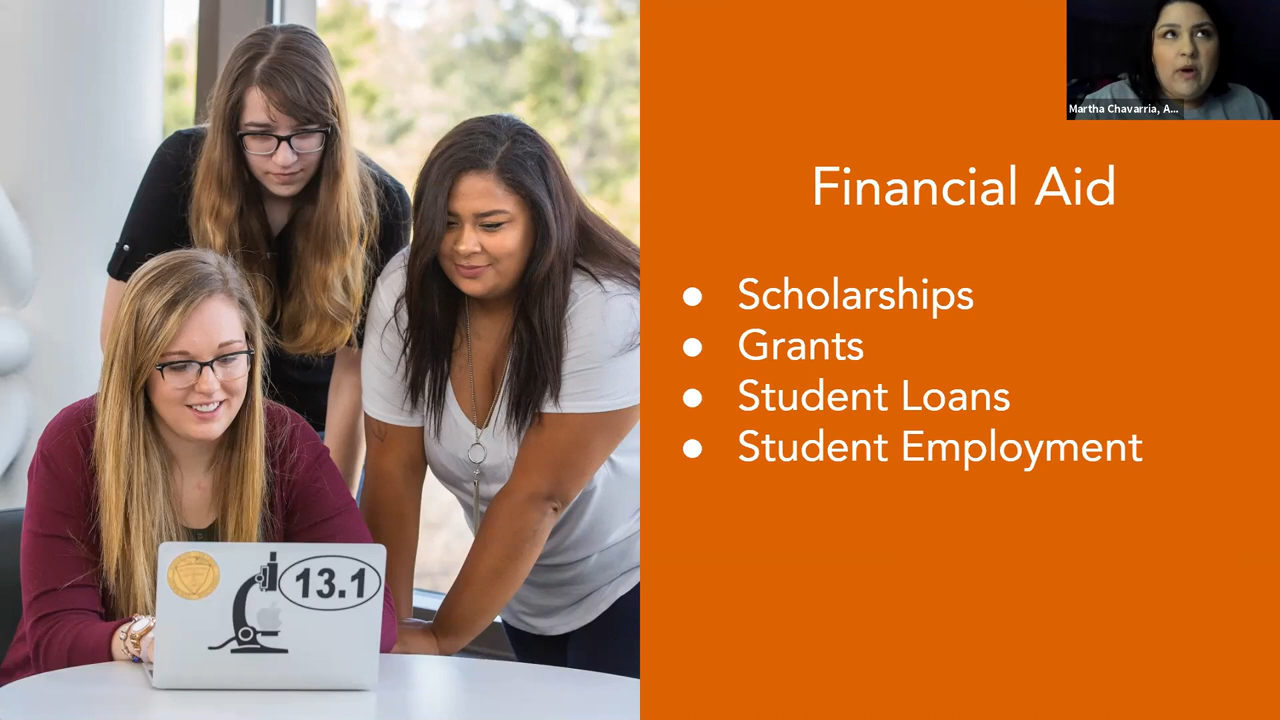 Martha Chavarria, A...
Financial Aid
● Scholarships
● Grants
● Student Loans
● Student Employment
13.1